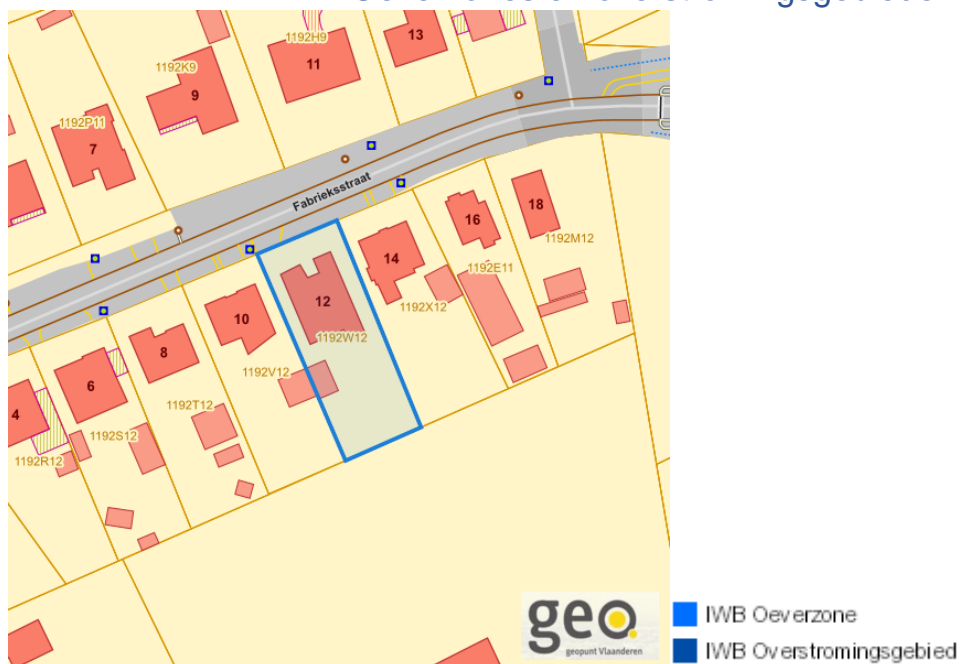 1192H9
13
11
1192K9
9
1192P11
7
Fabrieksstraat
18
16
1192M12
14
1192E11
12
1192X12
10
1192W12
8
1192V12
6
1192T12
4
1192S12
1192R12
geo.
geopunt Vlaanderen
IWB Oeverzone
IWB Overstromingsgebied